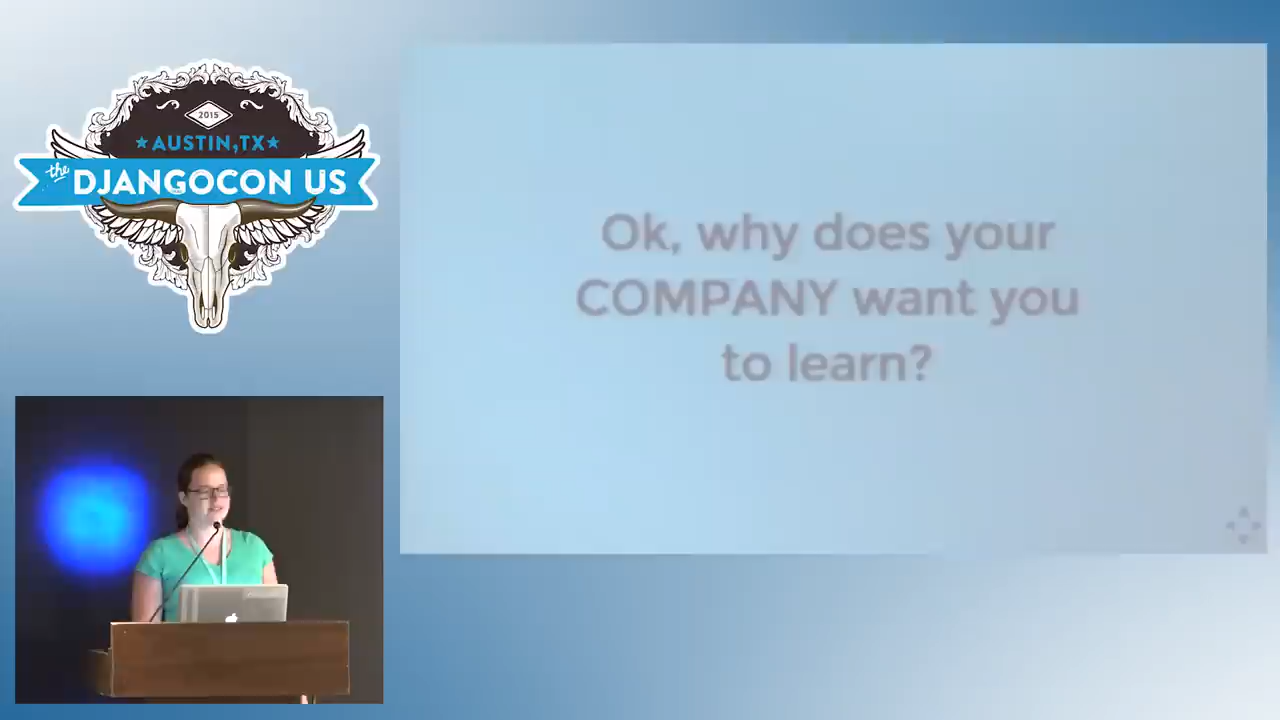 2015
AUSTIN, TX
the
DJANGOCON US
Ok, why does your
COMPANY want you
to learn?